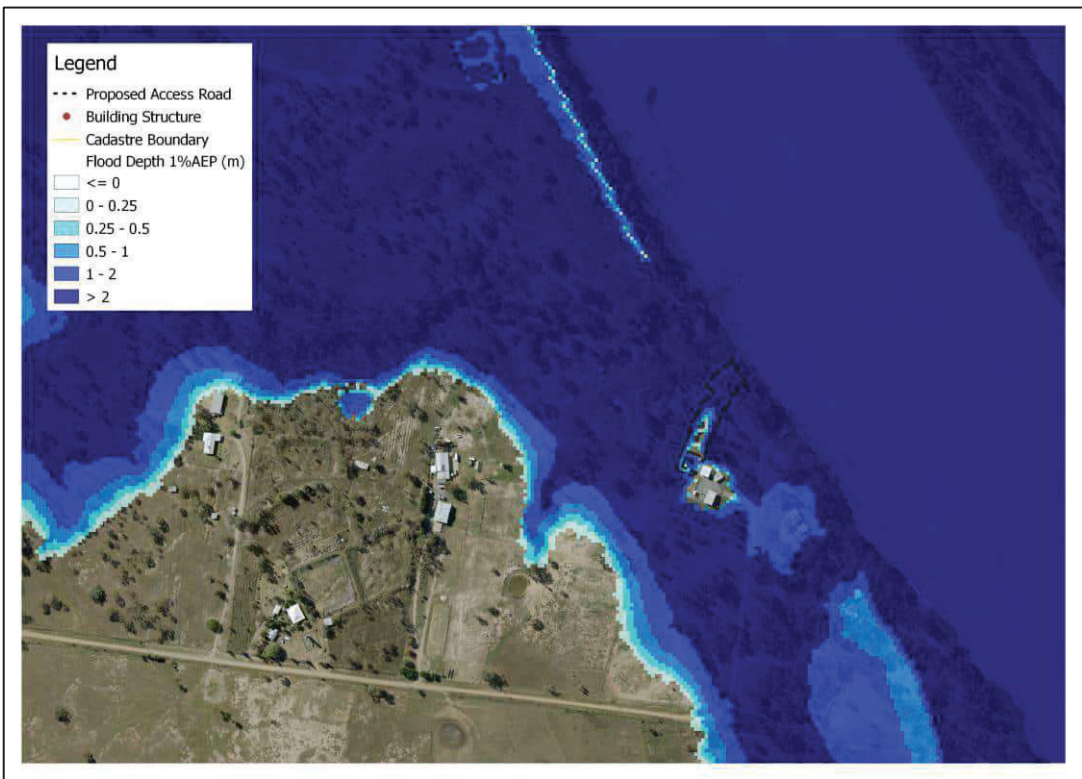 Legend
Proposed Access Road
Building Structure
Cadastre Boundary
Flood Depth 1%AEP (m)
<= 0
0 - 0.25
0.25 - 0.5
0.5 - 1
1 - 2
> 2